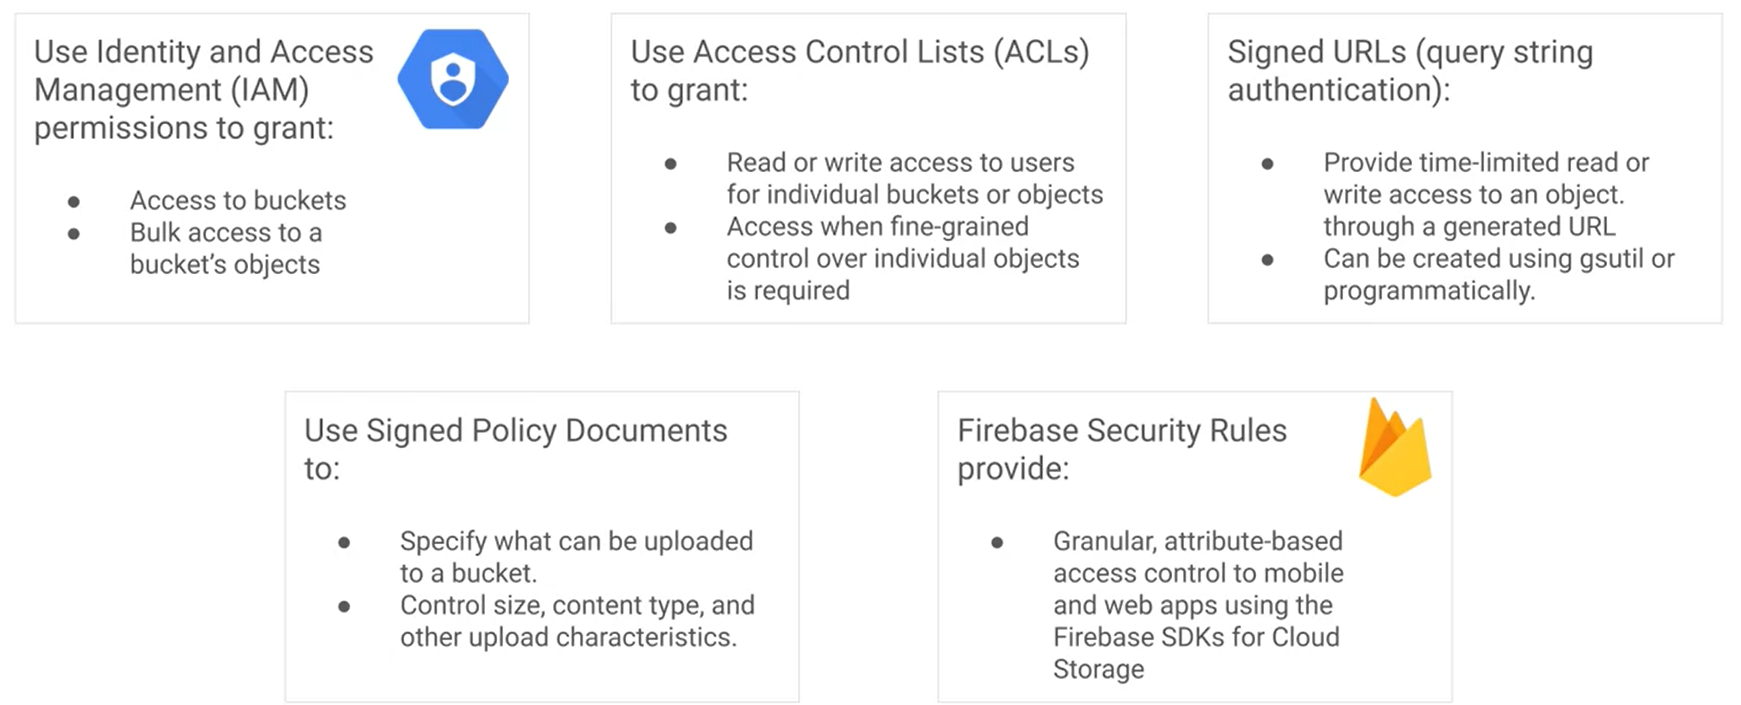 Use Identity and Access
Management (IAM)
permissions to grant:
● Access to buckets
● Bulk access to a
bucket’s objects
Use Access Control Lists (ACLs)
to grant:
● Read or write access to users
for individual buckets or objects
● Access when fine-grained
control over individual objects
is required
Signed URLs (query string
authentication):
● Provide time-limited read or
write access to an object.
through a generated URL
● Can be created using gsutil or
programmatically.
Use Signed Policy Documents
to:
● Specify what can be uploaded
to a bucket.
● Control size, content type, and
other upload characteristics.
Firebase Security Rules
provide:
● Granular, attribute-based
access control to mobile
and web apps using the
Firebase SDKs for Cloud
Storage